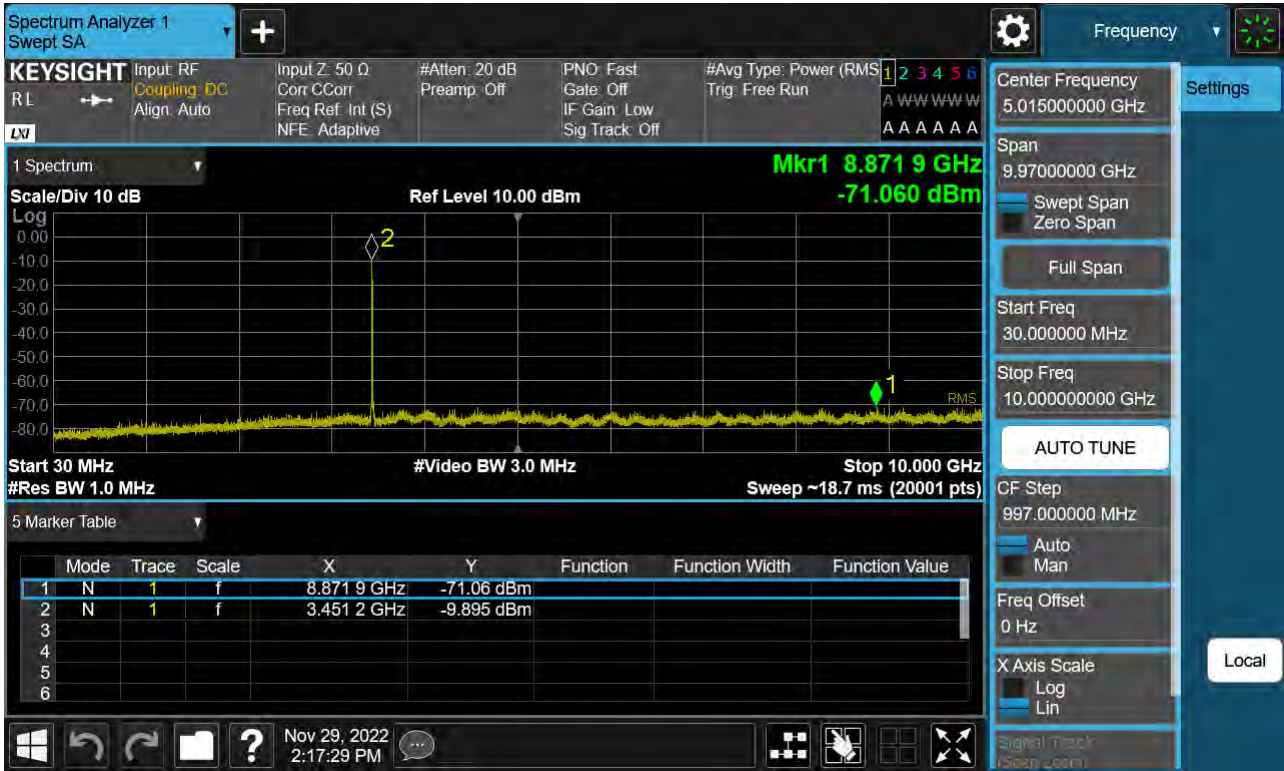 Spectrum Analyzer 1
Swept SA
+
Frequency
KEYSIGHT
RL
LXI
Input: RF
Coupling: DC
Align: Auto
Input Z: 50 Ω
Corr CCorr
Freq Ref: Int (S)
NFE: Adaptive
#Atten: 20 dB
Preamp: Off
PNO: Fast
Gate: Off
IF Gain: Low
Sig Track: Off
#Avg Type: Power (RMS
Trig: Free Run
1 2 3 4 5 6
A W W W W W
A A A A A A
1 Spectrum
Mkr1 8.871 9 GHz
-71.060 dBm
Scale/Div 10 dB
Ref Level 10.00 dBm
Log
0.00
-10.0
-20.0
-30.0
-40.0
-50.0
-60.0
-70.0
-80.0
2
1
RMS
Start 30 MHz
#Video BW 3.0 MHz
Stop 10.000 GHz
#Res BW 1.0 MHz
Sweep ~18.7 ms (20001 pts)
5 Marker Table
Mode Trace Scale X Y Function Function Width Function Value
1 N 1 f 8.871 9 GHz -71.06 dBm
2 N 1 f 3.451 2 GHz -9.895 dBm
3
4
5
6
Center Frequency
5.015000000 GHz
Span
9.97000000 GHz
Swept Span
Zero Span
Full Span
Start Freq
30.000000 MHz
Stop Freq
10.000000000 GHz
AUTO TUNE
CF Step
997.000000 MHz
Auto
Man
Freq Offset
0 Hz
X Axis Scale
Log
Lin
Signal Track
(Span Zoom)
Settings
Local
?
Nov 29, 2022
2:17:29 PM